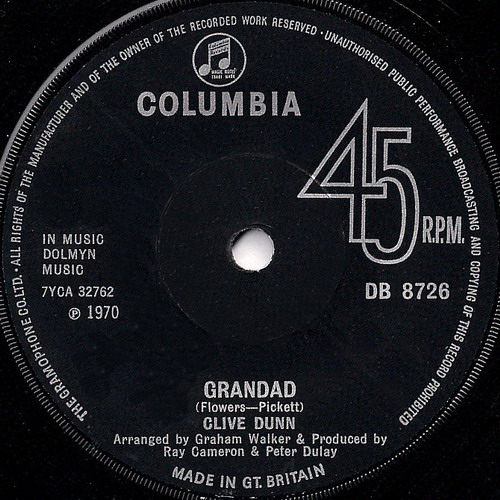 ALL RIGHTS OF THE MANUFACTURER AND OF THE OWNER OF THE RECORDED WORK RESERVED · UNAUTHORISED PUBLIC PERFORMANCE BROADCASTING AND COPYING OF THIS RECORD PROHIBITED
THE GRAMOPHONE CO. LTD. ·
COLUMBIA
45
R.P.M.
IN MUSIC
DOLMYN
MUSIC
7YCA 32762
℗ 1970
DB 8726
GRANDAD
(Flowers—Pickett)
CLIVE DUNN
Arranged by Graham Walker & Produced by
Ray Cameron & Peter Dulay
MADE IN GT. BRITAIN